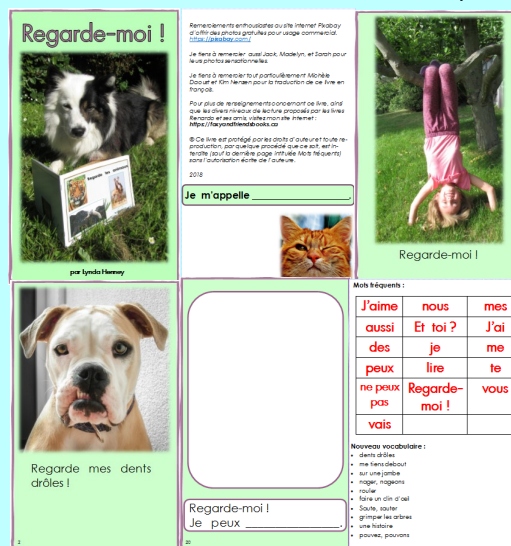 Regarde-moi !
par Lynda Henney
Remerciements enthousiastes au site internet Pixabay
d'offrir des photos gratuites pour usage commercial.
https://pixabay.com/
Je tiens à remercier aussi Jack, Madelyn, et Sarah pour
leurs photos sensationnelles.
Je tiens à remercier tout particulièrement Michèle
Daoust et Kim Nensen pour la traduction de ce livre en
français.
Pour plus de renseignements concernant ce livre, ainsi
que les divers niveaux de lecture proposés par les livres
Renardo et ses amis, visitez mon site internet :
https://foxyandfriendsbooks.ca
® Ce livre est protégé par les droits d'auteur et toute re-
production, par quelque procédé que ce soit, est in-
terdite (sauf la dernière page intitulée Mots fréquents)
sans l'autorisation écrite de l'auteure.
2018
Je m'appelle ____________________.
Regarde-moi !
Regarde mes dents
drôles !
2
Regarde-moi !
Je peux ________________.
20
Mots fréquents :
J'aime nous mes
aussi Et toi ? J'ai
des je me
peux lire te
ne peux pas Regarde-moi ! vous
vais
Nouveau vocabulaire :
• dents drôles
• me tiens debout
• sur une jambe
• nager, nageons
• rouler
• faire un clin d'œil
• Saute, sauter
• grimper les arbres
• une histoire
• pouvez, pouvons